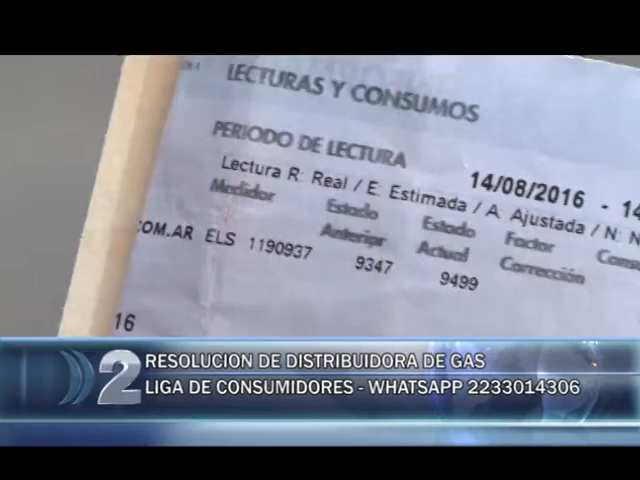 LECTURAS Y CONSUMOS
PERIODO DE LECTURA
14/08/2016 - 14
Lectura R: Real / E: Estimada / A: Ajustada / N: N
Medidor Estado Anterior Estado Actual Factor Corrección
COM.AR ELS 1190937 9347 9499
16
2
RESOLUCION DE DISTRIBUIDORA DE GAS
LIGA DE CONSUMIDORES - WHATSAPP 2233014306